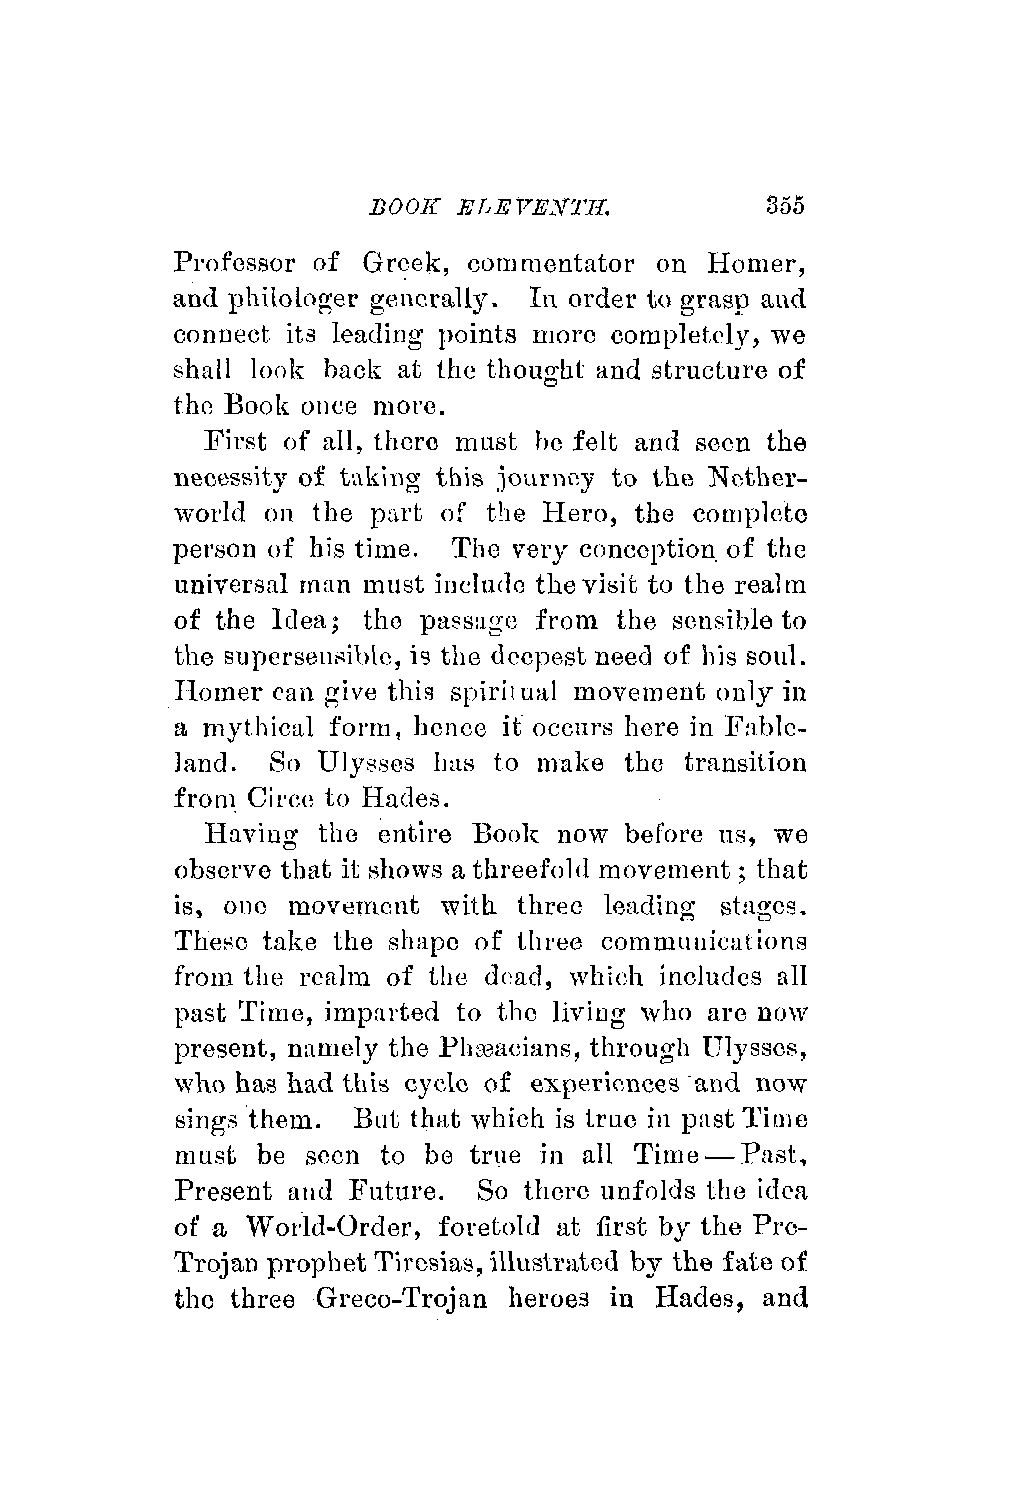 BOOK ELEVENTH. 355
Professor of Greek, commentator on Homer,
and philologer generally. In order to grasp and
connect its leading points more completely, we
shall look back at the thought and structure of
the Book once more.
First of all, there must be felt and seen the
necessity of taking this journey to the Nether-
world on the part of the Hero, the complete
person of his time. The very conception of the
universal man must include the visit to the realm
of the Idea; the passage from the sensible to
the supersensible, is the deepest need of his soul.
Homer can give this spiritual movement only in
a mythical form, hence it occurs here in Fable-
land. So Ulysses has to make the transition
from Circe to Hades.
Having the entire Book now before us, we
observe that it shows a threefold movement; that
is, one movement with three leading stages.
These take the shape of three communications
from the realm of the dead, which includes all
past Time, imparted to the living who are now
present, namely the Phæacians, through Ulysses,
who has had this cycle of experiences and now
sings them. But that which is true in past Time
must be seen to be true in all Time—Past,
Present and Future. So there unfolds the idea
of a World-Order, foretold at first by the Pre-
Trojan prophet Tiresias, illustrated by the fate of
the three Greco-Trojan heroes in Hades, and